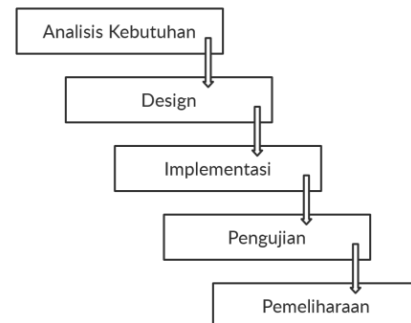 Analisis Kebutuhan
Design
Implementasi
Pengujian
Pemeliharaan